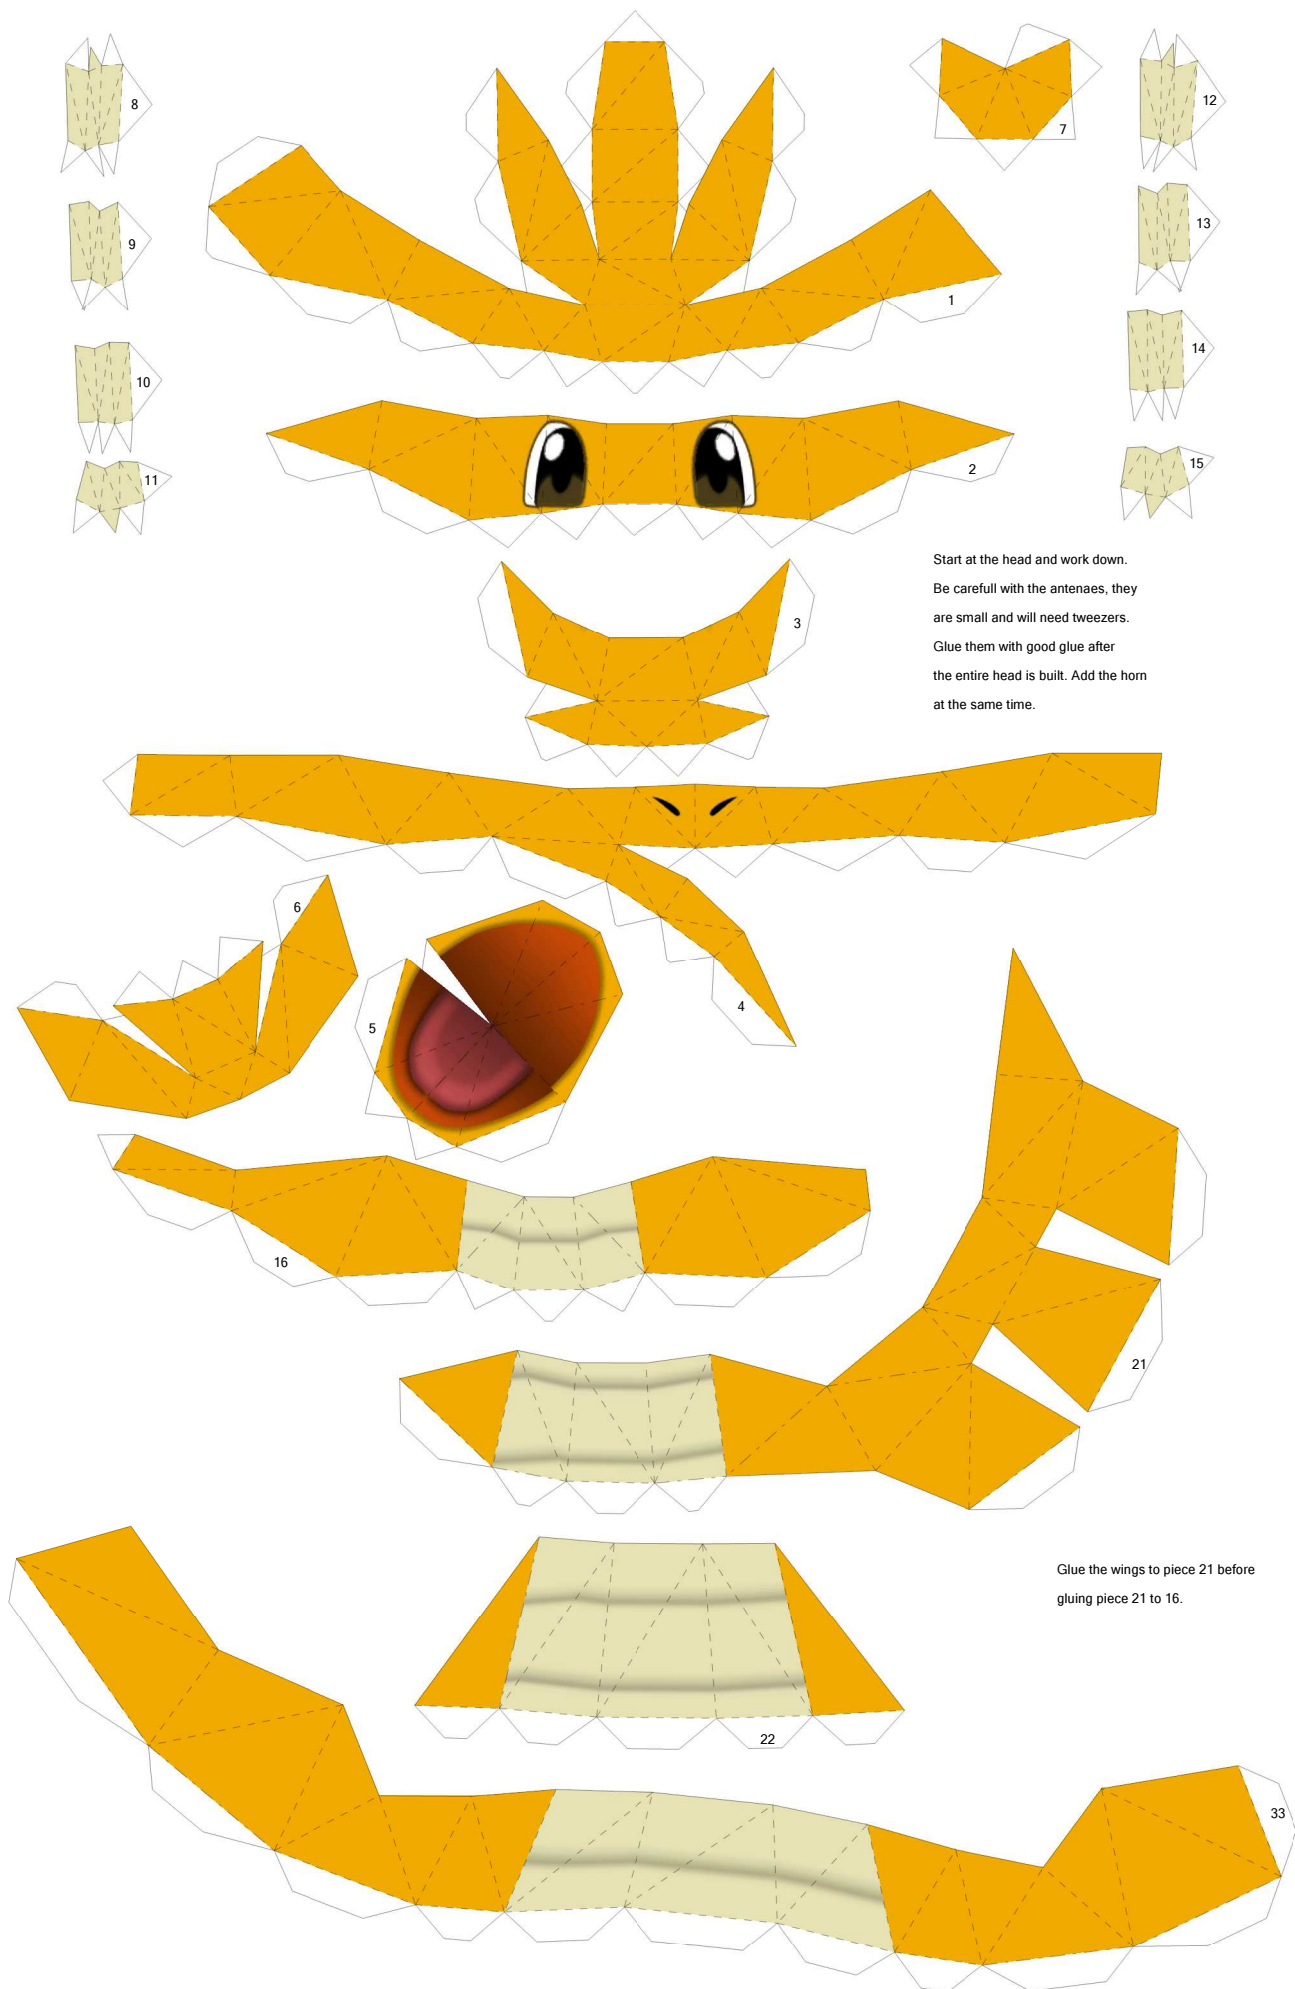 8
12
7
9
13
1
14
10
2
11
15
Start at the head and work down.
Be carefull with the antenaes, they
are small and will need tweezers.
Glue them with good glue after
the entire head is built. Add the horn
at the same time.
3
6
4
5
16
21
Glue the wings to piece 21 before
gluing piece 21 to 16.
22
33